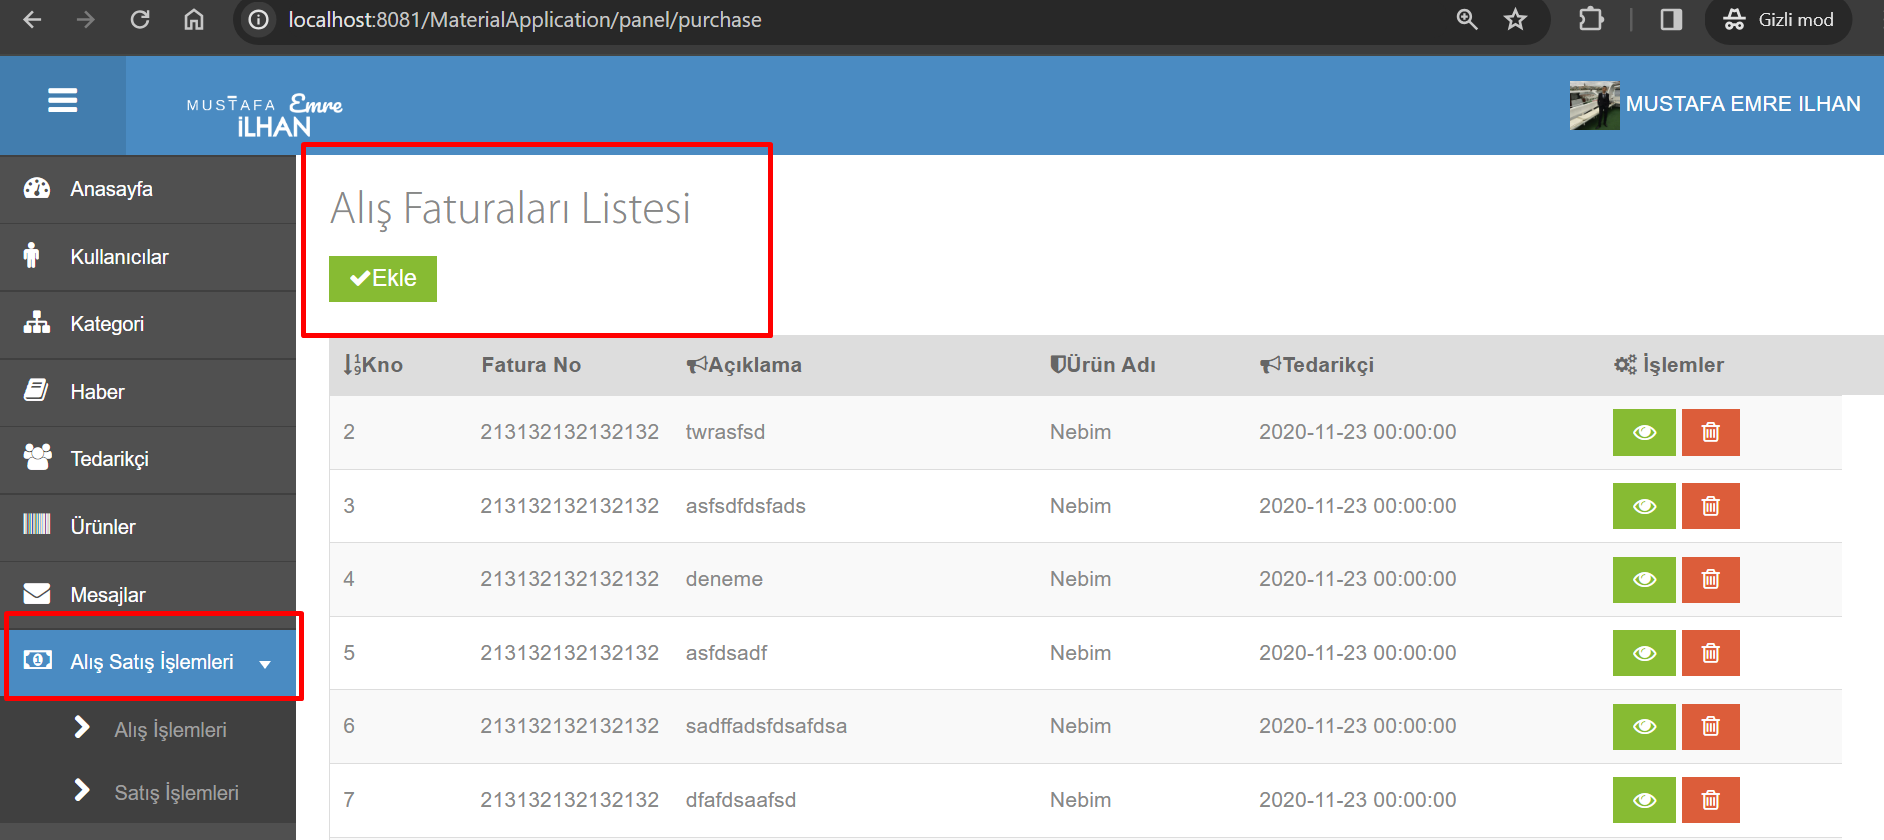 localhost:8081/MaterialApplication/panel/purchase
Gizli mod
MUSTAFA Emre
İLHAN
MUSTAFA EMRE ILHAN
Anasayfa
Kullanıcılar
Kategori
Haber
Tedarikçi
Ürünler
Mesajlar
Alış Satış İşlemleri
Alış İşlemleri
Satış İşlemleri
Alış Faturaları Listesi
Ekle
Kno Fatura No Açıklama Ürün Adı Tedarikçi İşlemler
2 213132132132132 twrasfsd Nebim 2020-11-23 00:00:00
3 213132132132132 asfsdfdsfads Nebim 2020-11-23 00:00:00
4 213132132132132 deneme Nebim 2020-11-23 00:00:00
5 213132132132132 asfdsadf Nebim 2020-11-23 00:00:00
6 213132132132132 sadffadsfdsafdsa Nebim 2020-11-23 00:00:00
7 213132132132132 dfafdsaafsd Nebim 2020-11-23 00:00:00